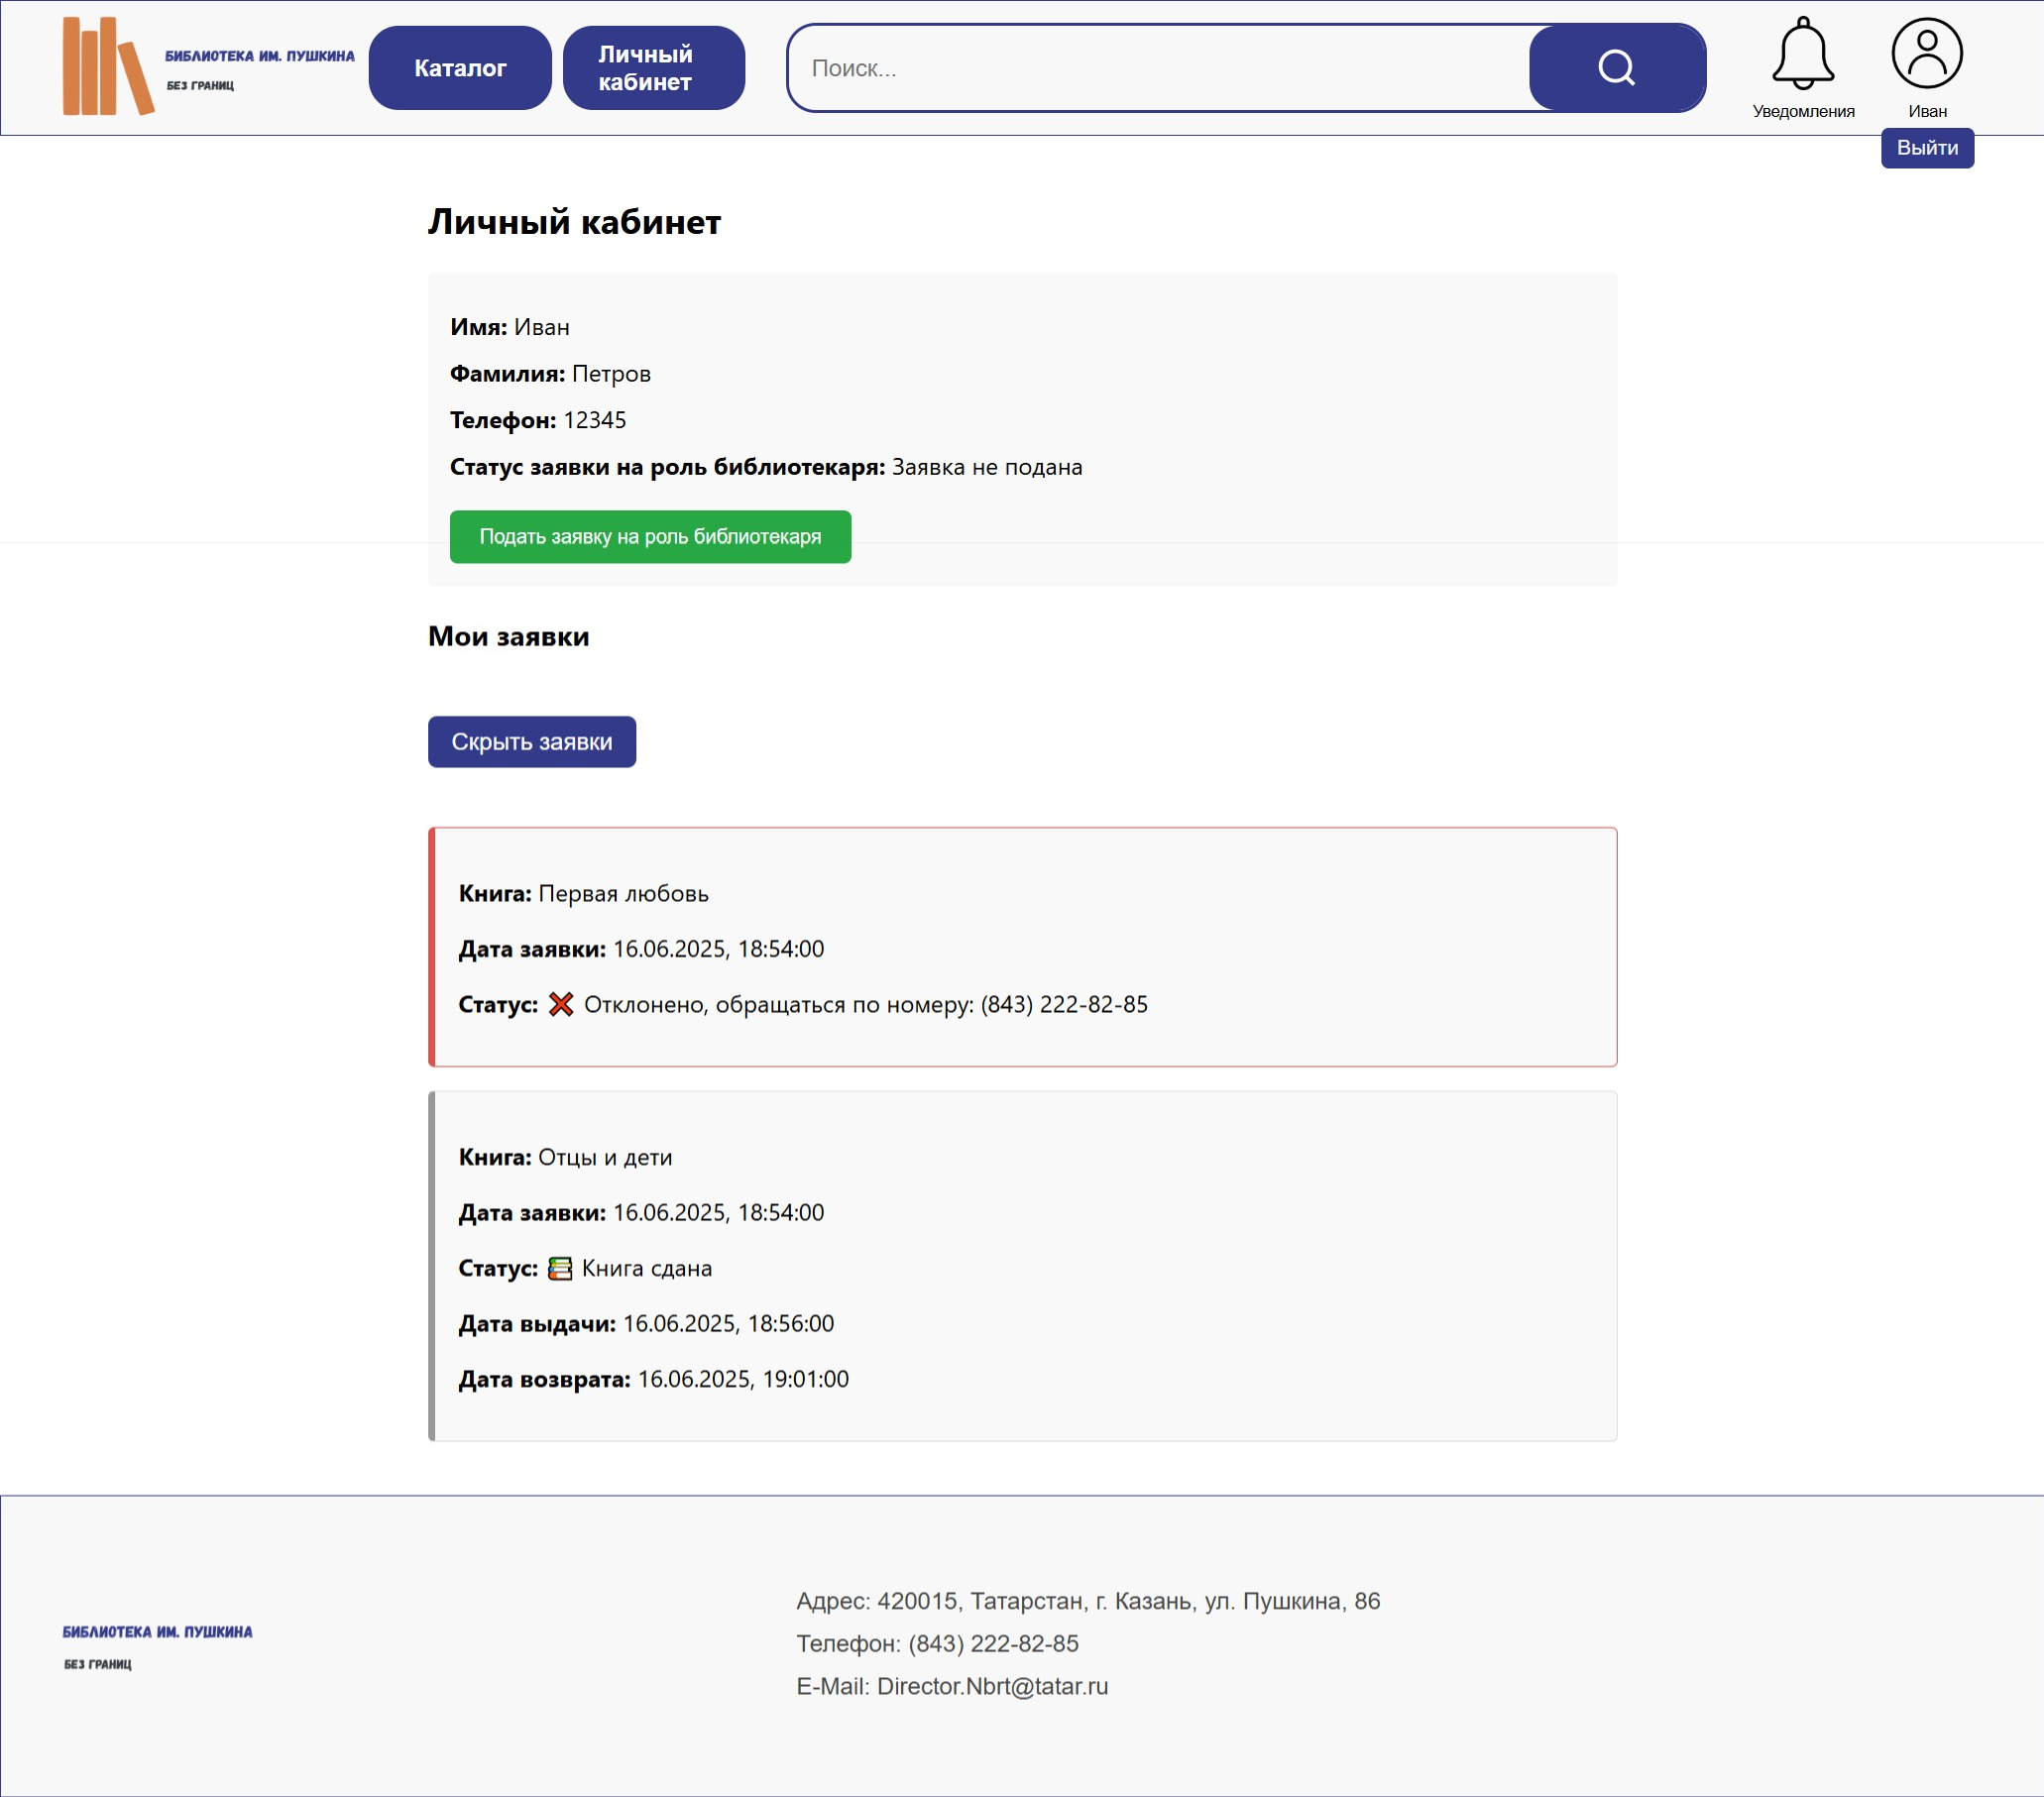 БИБЛИОТЕКА ИМ. ПУШКИНА
БЕЗ ГРАНИЦ
Каталог
Личный
кабинет
Поиск...
Уведомления
Иван
Выйти
Личный кабинет
Имя: Иван
Фамилия: Петров
Телефон: 12345
Статус заявки на роль библиотекаря: Заявка не подана
Подать заявку на роль библиотекаря
Мои заявки
Скрыть заявки
Книга: Первая любовь
Дата заявки: 16.06.2025, 18:54:00
Статус: ❌ Отклонено, обращаться по номеру: (843) 222-82-85
Книга: Отцы и дети
Дата заявки: 16.06.2025, 18:54:00
Статус: 📚 Книга сдана
Дата выдачи: 16.06.2025, 18:56:00
Дата возврата: 16.06.2025, 19:01:00
БИБЛИОТЕКА ИМ. ПУШКИНА
БЕЗ ГРАНИЦ
Адрес: 420015, Татарстан, г. Казань, ул. Пушкина, 86
Телефон: (843) 222-82-85
E-Mail: Director.Nbrt@tatar.ru